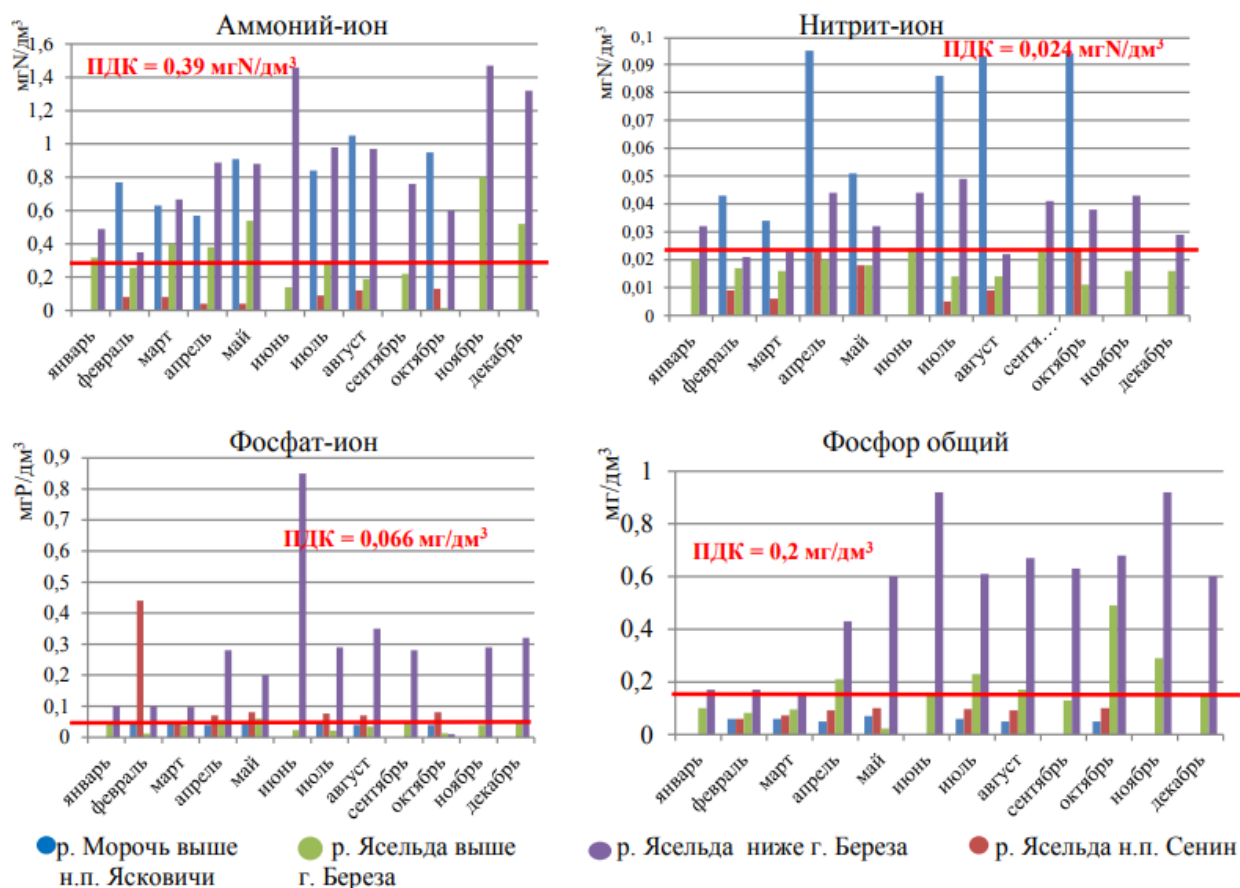 Аммоний-ион
мгN/дм³
ПДК = 0,39 мгN/дм³
1,6
1,4
1,2
1
0,8
0,6
0,4
0,2
0
январь
февраль
март
апрель
май
июнь
июль
август
сентябрь
октябрь
ноябрь
декабрь
Нитрит-ион
мгN/дм³
ПДК = 0,024 мгN/дм³
0,1
0,09
0,08
0,07
0,06
0,05
0,04
0,03
0,02
0,01
0
январь
февраль
март
апрель
май
июнь
июль
август
сентя…
октябрь
ноябрь
декабрь
Фосфат-ион
мгР/дм³
ПДК = 0,066 мг/дм³
0,9
0,8
0,7
0,6
0,5
0,4
0,3
0,2
0,1
0
январь
февраль
март
апрель
май
июнь
июль
август
сентябрь
октябрь
ноябрь
декабрь
Фосфор общий
мг/дм³
ПДК = 0,2 мг/дм³
1
0,8
0,6
0,4
0,2
0
январь
февраль
март
апрель
май
июнь
июль
август
сентябрь
октябрь
ноябрь
декабрь
р. Морочь выше
н.п. Ясковичи
р. Ясельда выше
г. Береза
р. Ясельда ниже г. Береза
р. Ясельда н.п. Сенин